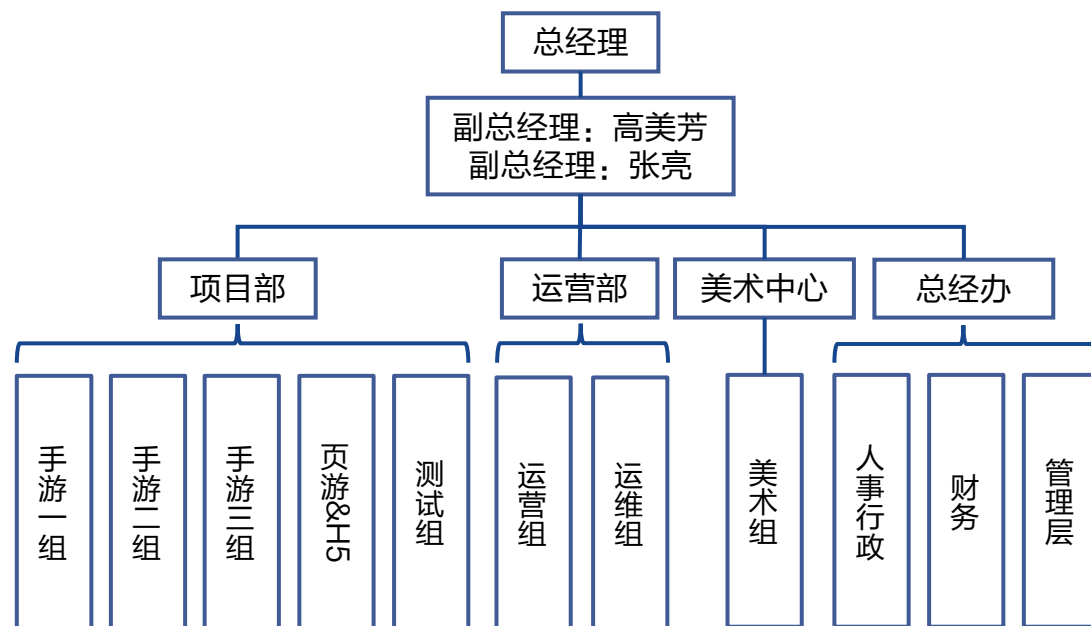 总经理
副总经理：高美芳
副总经理：张亮
项目部
运营部
美术中心
总经办
手游一组
手游二组
手游三组
页游&H5
测试组
运营组
运维组
美术组
人事行政
财务
管理层